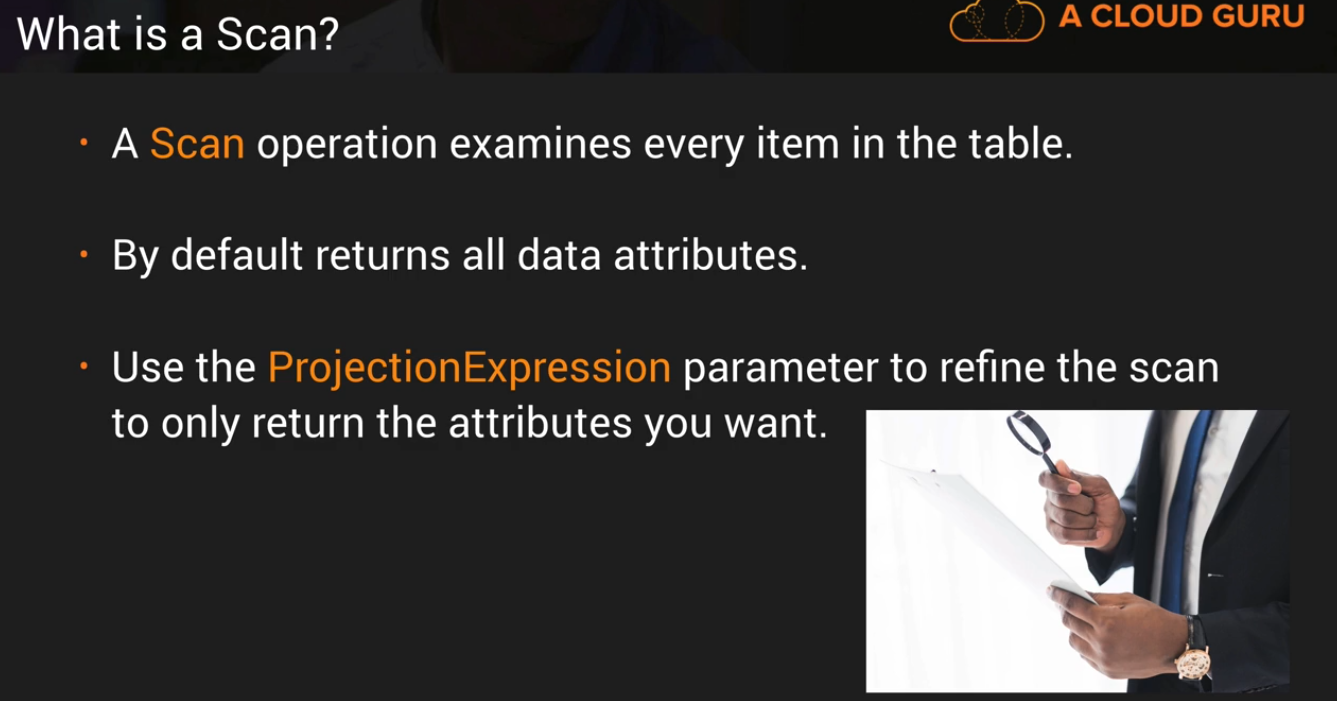 What is a Scan?
A CLOUD GURU
• A Scan operation examines every item in the table.
• By default returns all data attributes.
• Use the ProjectionExpression parameter to refine the scan
to only return the attributes you want.